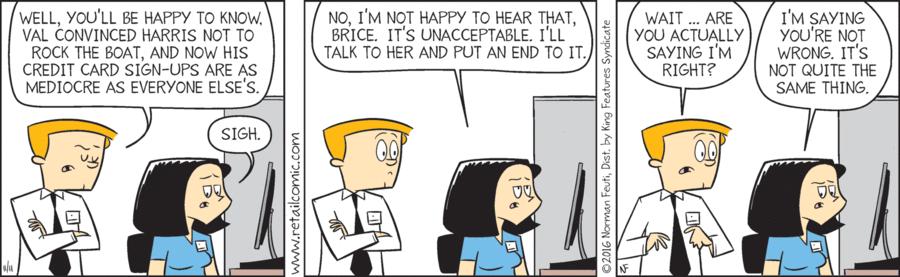 WELL, YOU'LL BE HAPPY TO KNOW,
VAL CONVINCED HARRIS NOT TO
ROCK THE BOAT, AND NOW HIS
CREDIT CARD SIGN-UPS ARE AS
MEDIOCRE AS EVERYONE ELSE'S.
SIGH.
11/11
www.retailcomic.com
NO, I'M NOT HAPPY TO HEAR THAT,
BRICE. IT'S UNACCEPTABLE. I'LL
TALK TO HER AND PUT AN END TO IT.
©2016 Norman Feuti, Dist. by King Features Syndicate
WAIT ... ARE
YOU ACTUALLY
SAYING I'M
RIGHT?
I'M SAYING
YOU'RE NOT
WRONG. IT'S
NOT QUITE THE
SAME THING.
NF